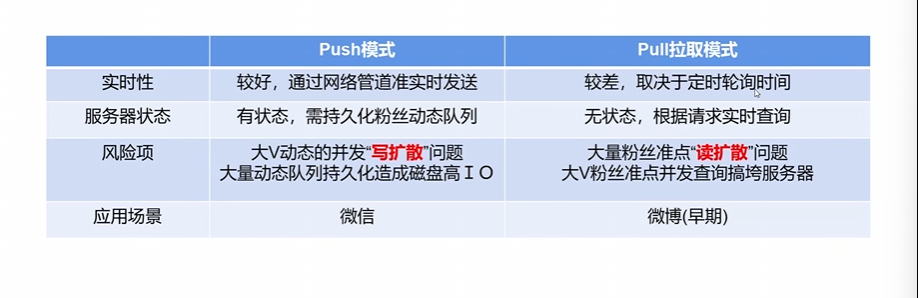 Push模式 Pull拉取模式
实时性 较好，通过网络管道准实时发送 较差，取决于定时轮询时间
服务器状态 有状态，需持久化粉丝动态队列 无状态，根据请求实时查询
风险项 大V动态的并发“写扩散”问题 大量粉丝准点“读扩散”问题
大量动态队列持久化造成磁盘高ＩＯ 大V粉丝准点并发查询搞垮服务器
应用场景 微信 微博(早期)